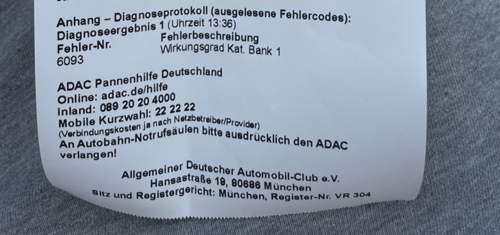 Anhang – Diagnoseprotokoll (ausgelesene Fehlercodes):
Diagnoseergebnis 1 (Uhrzeit 13:36)
Fehler-Nr. Fehlerbeschreibung
6093 Wirkungsgrad Kat. Bank 1
ADAC Pannenhilfe Deutschland
Online: adac.de/hilfe
Inland: 089 20 20 4000
Mobile Kurzwahl: 22 22 22
(Verbindungskosten je nach Netzbetreiber/Provider)
An Autobahn-Notrufsäulen bitte ausdrücklich den ADAC
verlangen!
Allgemeiner Deutscher Automobil-Club e.V.
Hansastraße 19, 80686 München
Sitz und Registergericht: München, Register-Nr. VR 304